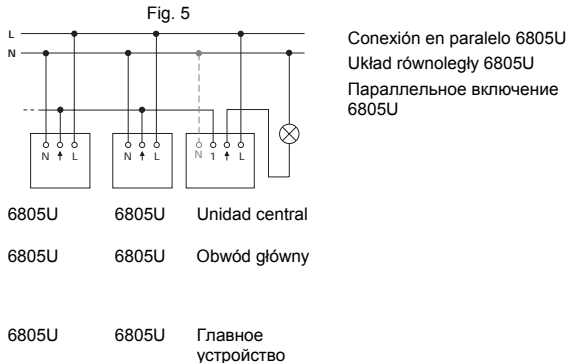 Fig. 5
L
N
Conexión en paralelo 6805U
Układ równoległy 6805U
Параллельное включение
6805U
N L
N L
N 1 L
6805U 6805U Unidad central
6805U 6805U Obwód główny
6805U 6805U Главное
устройство